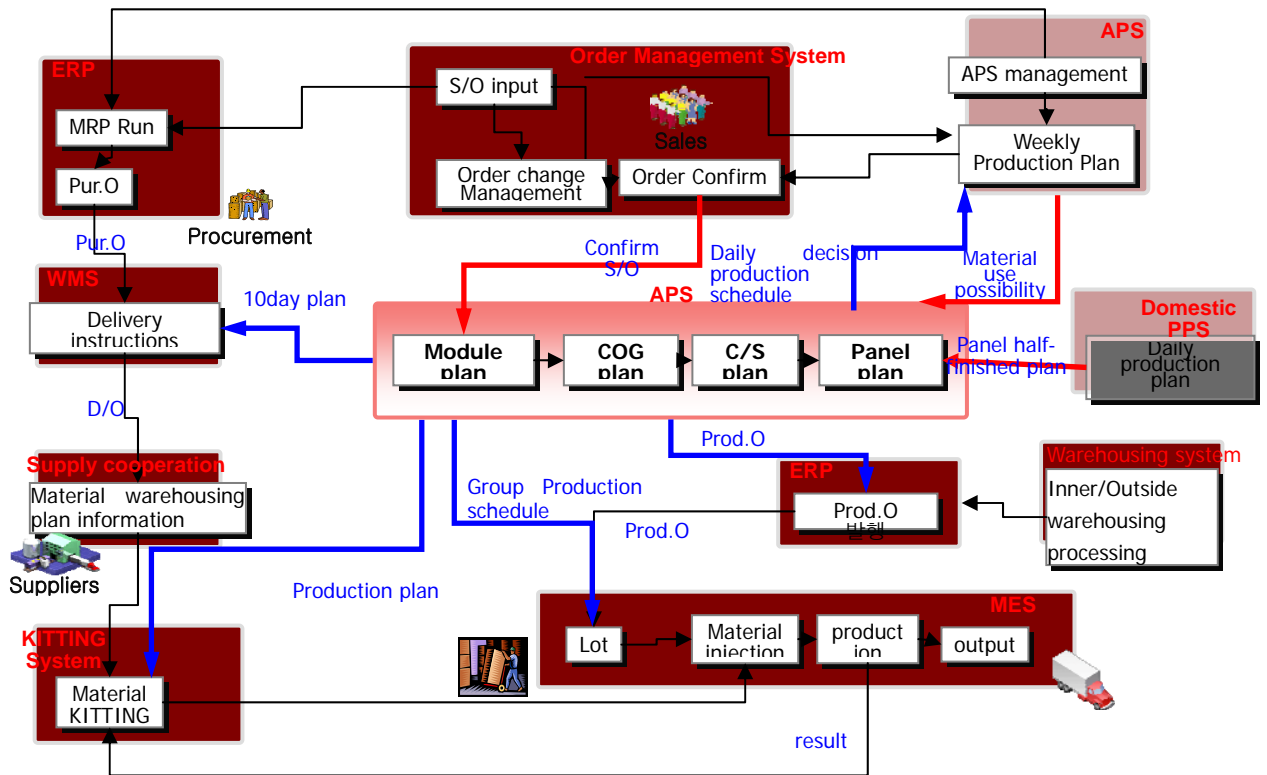 APS
Order Management System
ERP
APS management
S/O input
MRP Run
Sales
Weekly
Production Plan
Order change
Management
Order Confirm
Pur.O
Procurement
Pur.O
Confirm
S/O
Daily decision
production
schedule
Material
use
possibility
WMS
10day plan
APS
Domestic
PPS
Delivery
instructions
Module
plan
COG
plan
C/S
plan
Panel
plan
Panel half-
finished plan
Daily
production
plan
D/O
Prod.O
Supply cooperation
Material warehousing
plan information
Group Production
schedule
Prod.O
ERP
Prod.O
발행
Warehousing system
Inner/Outside
warehousing
processing
Suppliers
Production plan
MES
KITTING
System
Lot
Material
injection
product
ion
output
Material
KITTING
result